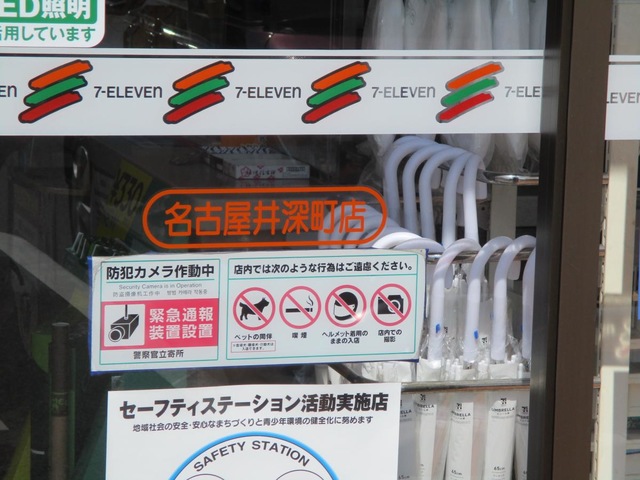 ED照明
活用しています
7-ELEVEn 7-ELEVEn 7-ELEVEn
名古屋井深町店
防犯カメラ作動中
Security Camera is in Operation
緊急通報
装置設置
警察官立寄所
店内では次のような行為はご遠慮ください。
ペットの同伴
喫煙
ヘルメット着用の
ままの入店
店内での
撮影
セーフティステーション活動実施店
地域社会の安全・安心なまちづくりと青少年環境の健全化に努めます
SAFETY STATION